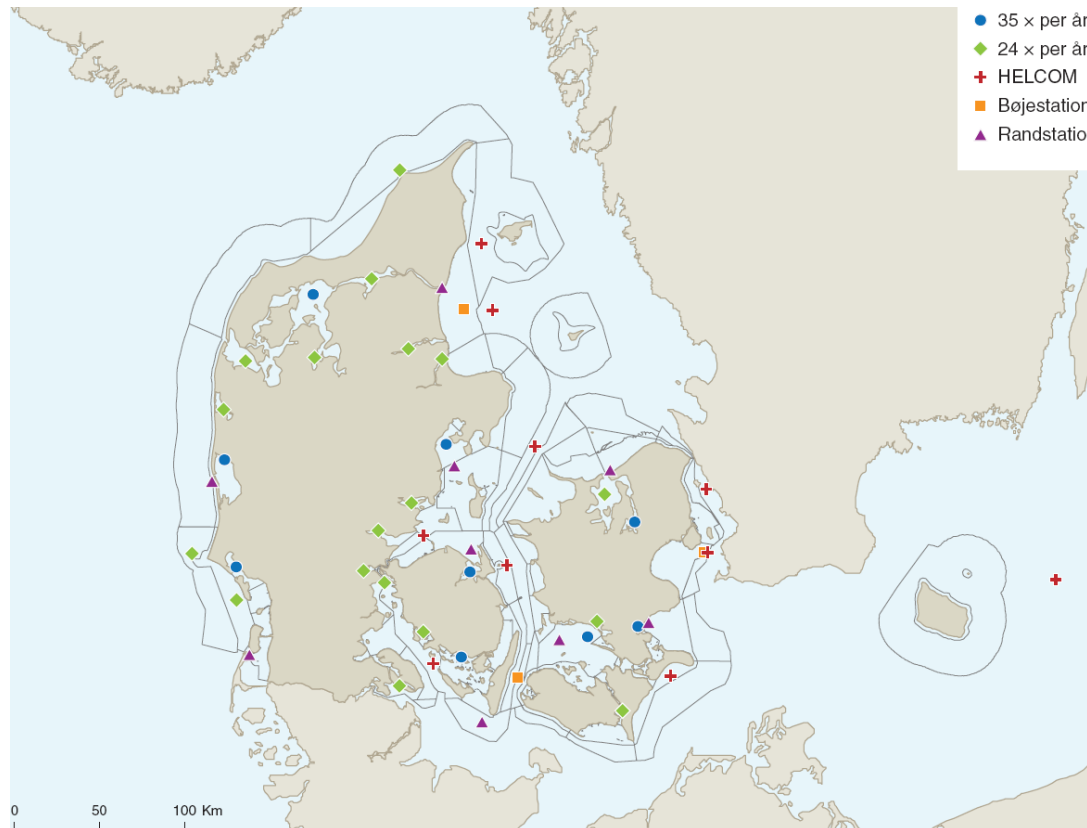 35 × per år
24 × per år
HELCOM
Bøjestation
Randstatio
0 50 100 Km